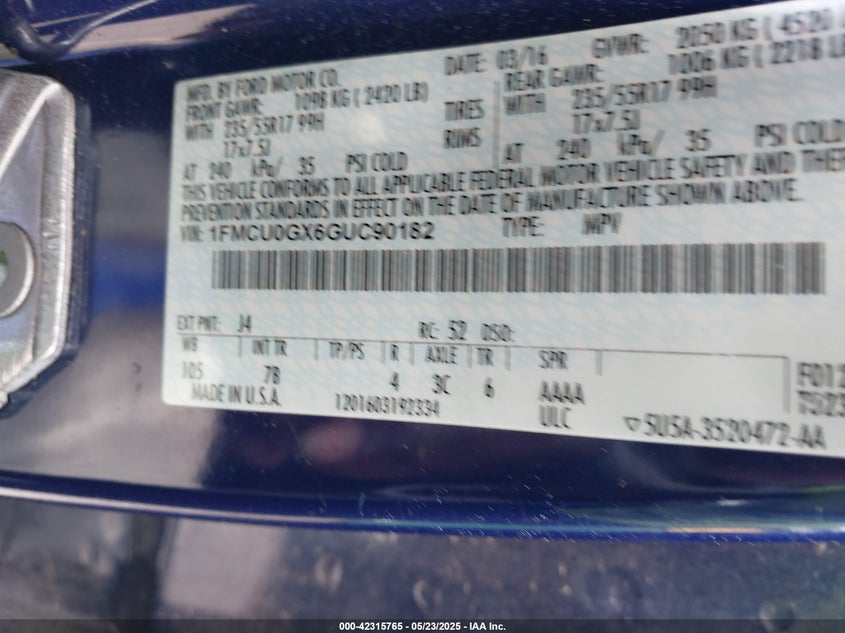 MFD. BY FORD MOTOR CO.
DATE: 03/16 GVWR: 2050 KG ( 4520
FRONT GAWR: 1098 KG ( 2420 LB)
REAR GAWR: 1006 KG ( 2218 LB
WITH 235/55R17 99H TIRES WITH 235/55R17 99H
17x7.5J RIMS 17x7.5J
AT 240 kPa/ 35 PSI COLD AT 240 kPa/ 35 PSI COLD
THIS VEHICLE CONFORMS TO ALL APPLICABLE FEDERAL MOTOR VEHICLE SAFETY AND THEF
PREVENTION STANDARDS IN EFFECT ON THE DATE OF MANUFACTURE SHOWN ABOVE.
VIN: 1FMCU0GX6GUC90182 TYPE: MPV
EXT PNT: J4 RC: 52 DSO:
WB INT TR TP/PS R AXLE TR SPR
105 7B 4 3C 6 AAAA
MADE IN U.S.A. 1201603192334 ULC
F012
T523
5U5A-3520472-AA
000-42315765 - 05/23/2025 - IAA Inc.